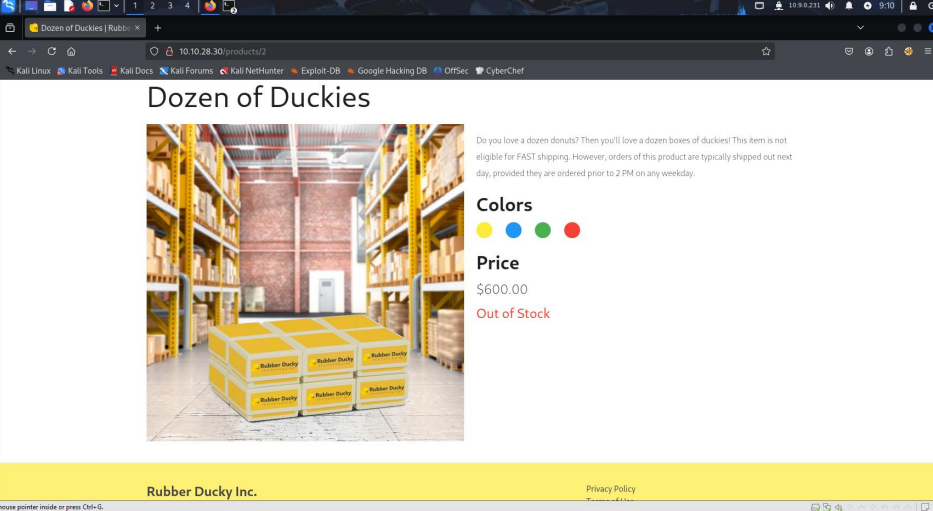 1 2 3 4
10.9.0.231
9:10
Dozen of Duckies | Rubbe
10.10.28.30/products/2
Kali Linux Kali Tools Kali Docs Kali Forums Kali NetHunter Exploit-DB Google Hacking DB OffSec CyberChef
Dozen of Duckies
Do you love a dozen donuts? Then you'll love a dozen boxes of duckies! This item is not
eligible for FAST shipping. However, orders of this product are typically shipped out next
day, provided they are ordered prior to 2 PM on any weekday.
Colors
Price
$600.00
Out of Stock
Rubber Ducky
Rubber Ducky
Rubber Ducky
Rubber Ducky
Rubber Ducky
Rubber Ducky
Rubber Ducky Inc.
Privacy Policy
Terms of Use
mouse pointer inside or press Ctrl+G.